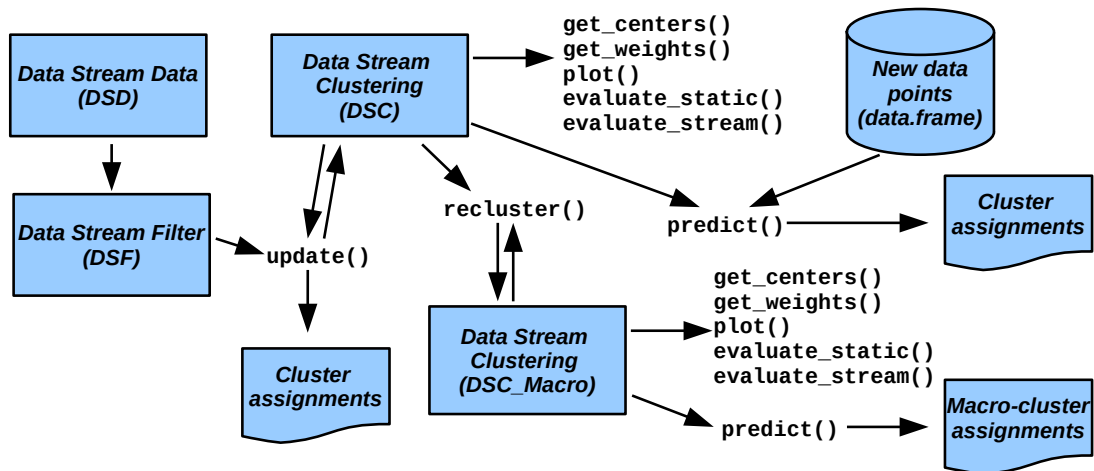 Data Stream Data
(DSD)
Data Stream
Clustering
(DSC)
get_centers()
get_weights()
plot()
evaluate_static()
evaluate_stream()
New data
points
(data.frame)
Data Stream Filter
(DSF)
update()
recluster()
predict()
Cluster
assignments
Cluster
assignments
Data Stream
Clustering
(DSC_Macro)
get_centers()
get_weights()
plot()
evaluate_static()
evaluate_stream()
predict()
Macro-cluster
assignments